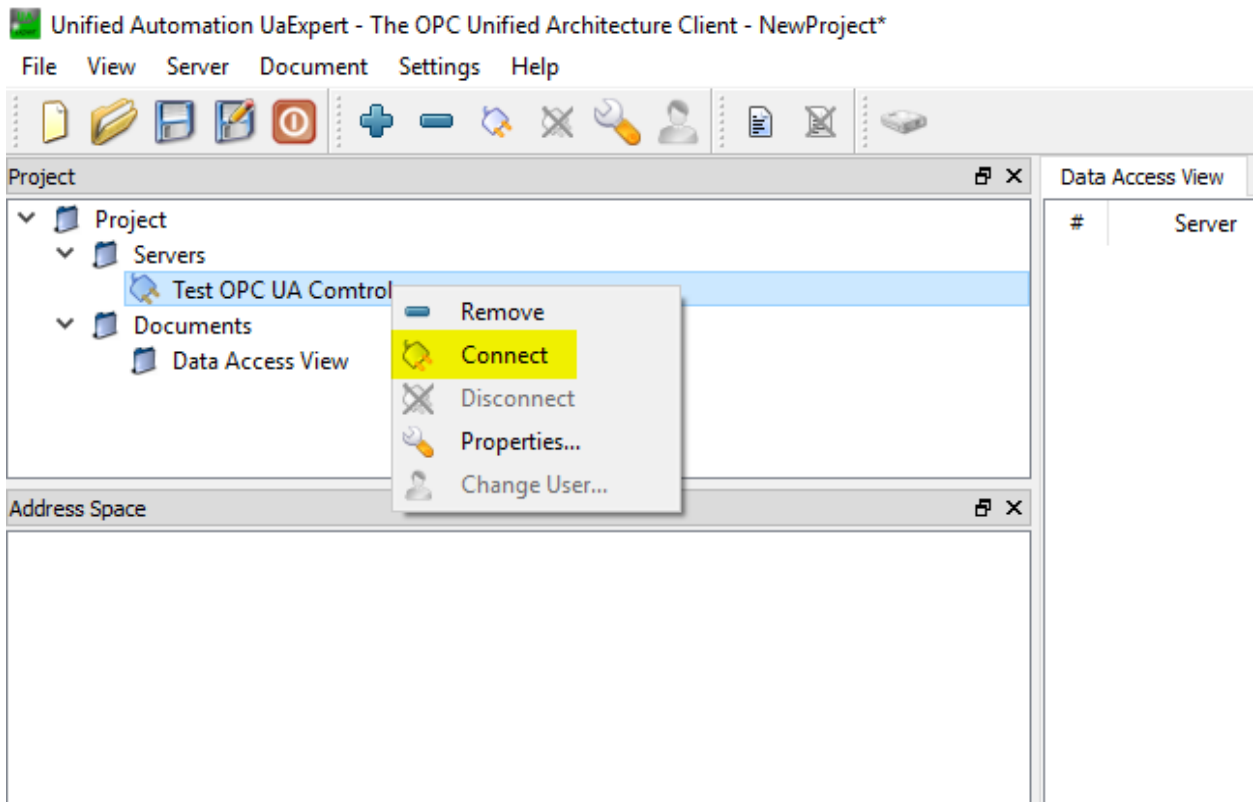 Unified Automation UaExpert - The OPC Unified Architecture Client - NewProject*
File View Server Document Settings Help
Project
Data Access View
Project
# Server
Servers
Test OPC UA Comtrol
Remove
Documents
Connect
Data Access View
Disconnect
Properties...
Change User...
Address Space